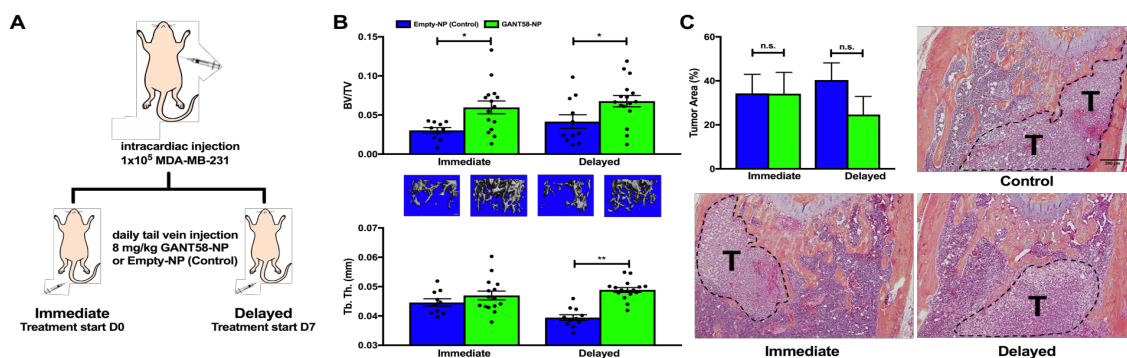 A
intracardiac injection
1x10⁵ MDA-MB-231
daily tail vein injection
8 mg/kg GANT58-NP
or Empty-NP (Control)
Immediate
Treatment start D0
Delayed
Treatment start D7
B
Empty-NP (Control)
GANT58-NP
BV/TV
0.15
0.10
0.05
0.00
*
*
Immediate
Delayed
Tb. Th. (mm)
0.07
0.06
0.05
0.04
0.03
**
Immediate
Delayed
C
Tumor Area (%)
60
40
20
0
n.s.
n.s.
Immediate
Delayed
T
T
Control
T
Immediate
T
Delayed